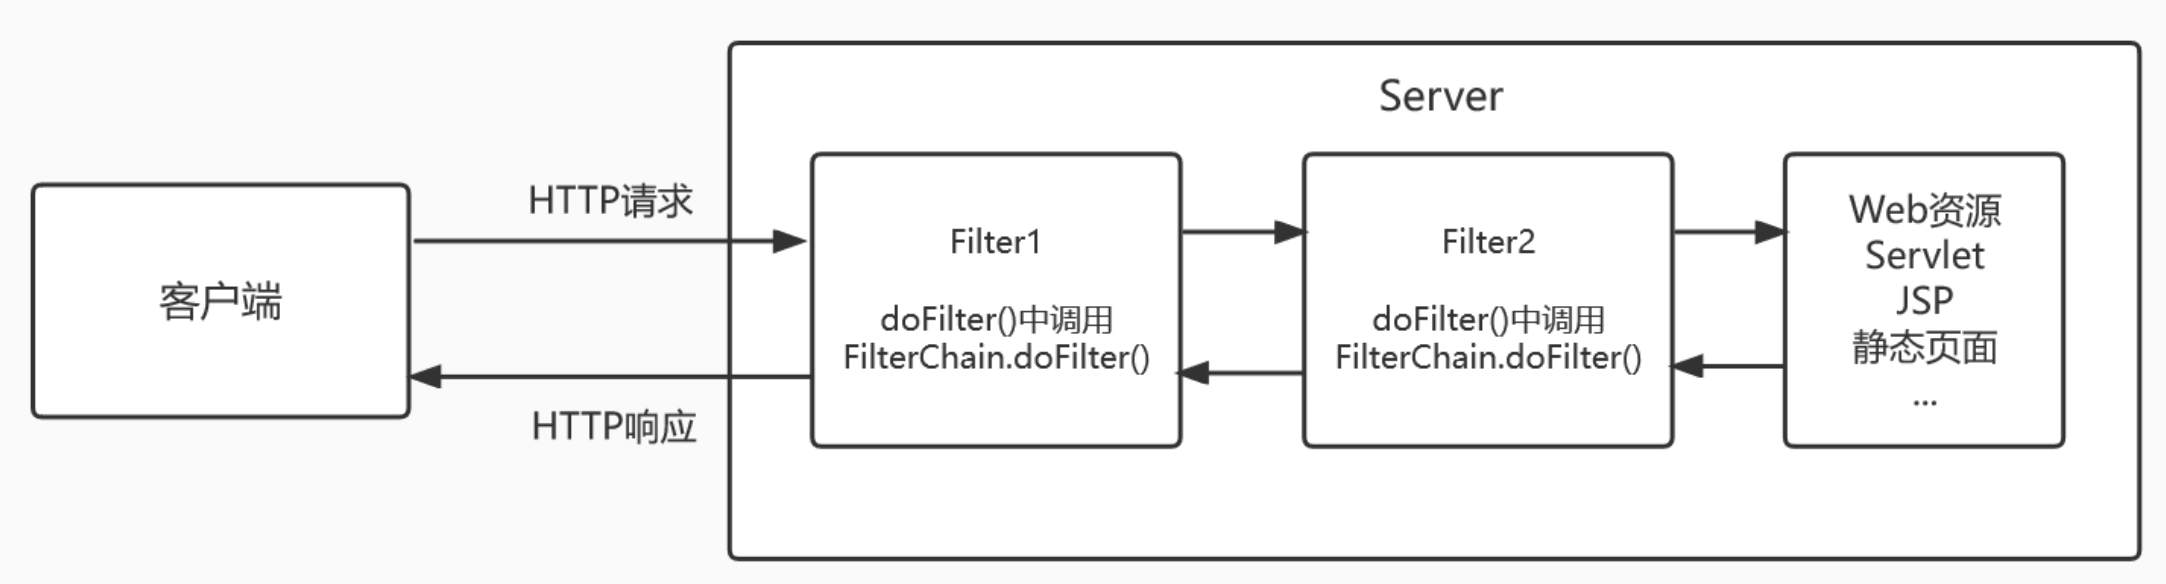 Server
客户端
HTTP请求
HTTP响应
Filter1
doFilter()中调用
FilterChain.doFilter()
Filter2
doFilter()中调用
FilterChain.doFilter()
Web资源
Servlet
JSP
静态页面
...